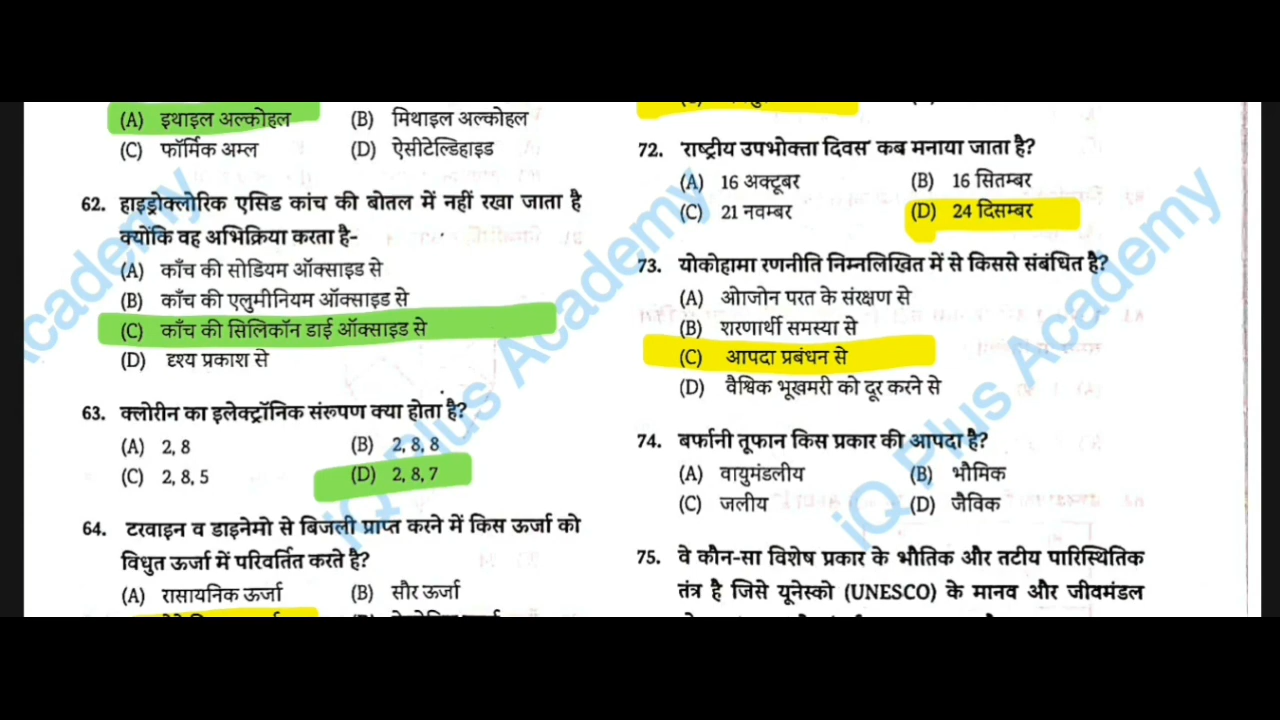 (A) इथाइल अल्कोहल (B) मिथाइल अल्कोहल
(C) फॉर्मिक अम्ल (D) ऐसीटेल्डिहाइड
62. हाइड्रोक्लोरिक एसिड कांच की बोतल में नहीं रखा जाता है
क्योंकि वह अभिक्रिया करता है-
(A) काँच की सोडियम ऑक्साइड से
(B) काँच की एलुमीनियम ऑक्साइड से
(C) काँच की सिलिकॉन डाई ऑक्साइड से
(D) दृश्य प्रकाश से
63. क्लोरीन का इलेक्ट्रॉनिक संरूपण क्या होता है?
(A) 2, 8 (B) 2, 8, 8
(C) 2, 8, 5 (D) 2, 8, 7
64. टरवाइन व डाइनेमो से बिजली प्राप्त करने में किस ऊर्जा को
विधुत ऊर्जा में परिवर्तित करते है?
(A) रासायनिक ऊर्जा (B) सौर ऊर्जा
72. 'राष्ट्रीय उपभोक्ता दिवस' कब मनाया जाता है?
(A) 16 अक्टूबर (B) 16 सितम्बर
(C) 21 नवम्बर (D) 24 दिसम्बर
73. योकोहामा रणनीति निम्नलिखित में से किससे संबंधित है?
(A) ओजोन परत के संरक्षण से
(B) शरणार्थी समस्या से
(C) आपदा प्रबंधन से
(D) वैश्विक भूखमरी को दूर करने से
74. बर्फानी तूफान किस प्रकार की आपदा है?
(A) वायुमंडलीय (B) भौमिक
(C) जलीय (D) जैविक
75. वे कौन-सा विशेष प्रकार के भौतिक और तटीय पारिस्थितिक
तंत्र है जिसे यूनेस्को (UNESCO) के मानव और जीवमंडल
Academy
iQ Plus Academy
iQ Plus Academy